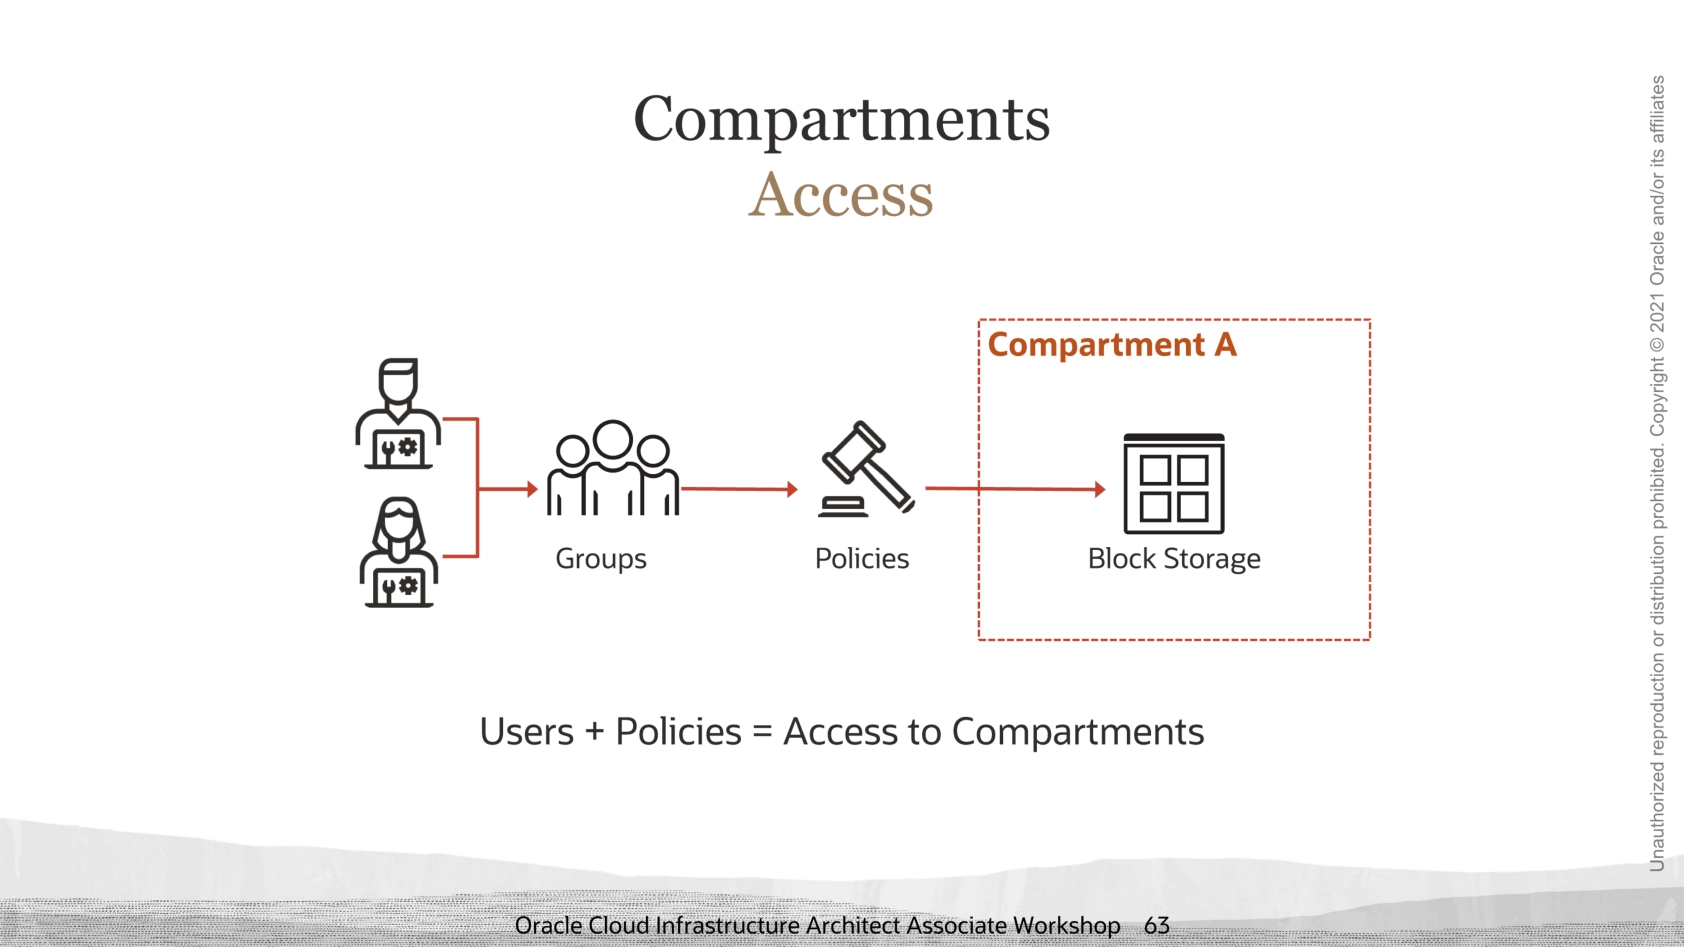 Compartments
Access
Compartment A
Groups
Policies
Block Storage
Users + Policies = Access to Compartments
Oracle Cloud Infrastructure Architect Associate Workshop 63
Unauthorized reproduction or distribution prohibited. Copyright © 2021 Oracle and/or its affiliates